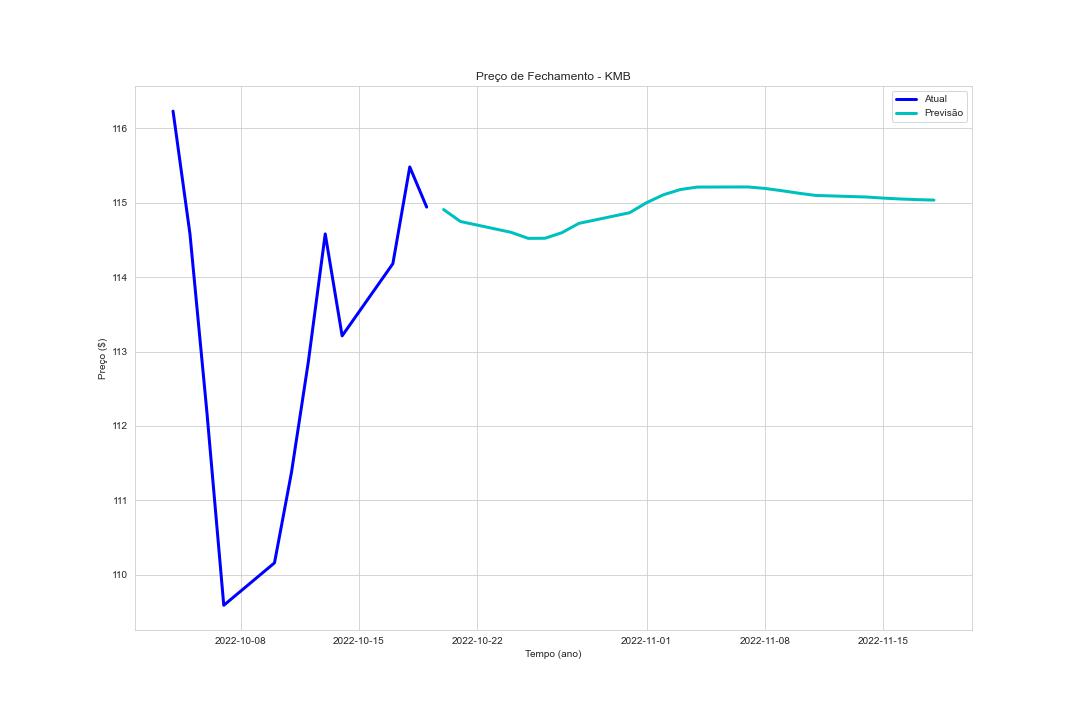 Preço de Fechamento - KMB
Atual
Previsão
116
115
114
113
112
111
110
Preço ($)
2022-10-08
2022-10-15
2022-10-22
2022-11-01
2022-11-08
2022-11-15
Tempo (ano)